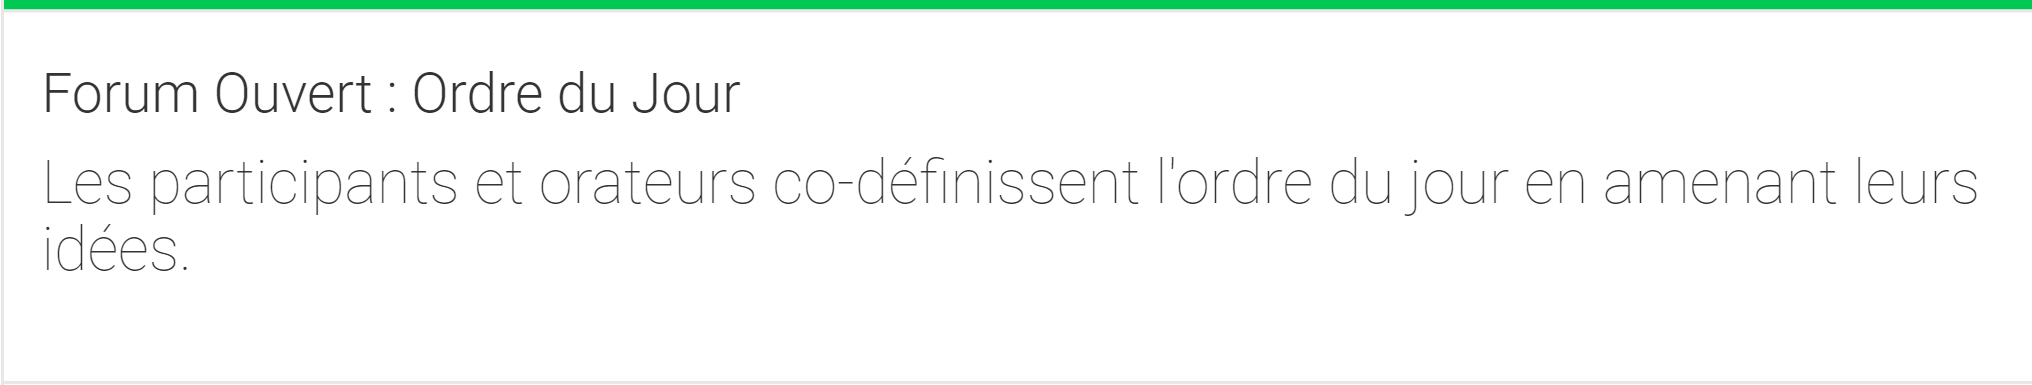 Forum Ouvert : Ordre du Jour
Les participants et orateurs co-définissent l'ordre du jour en amenant leurs
idées.